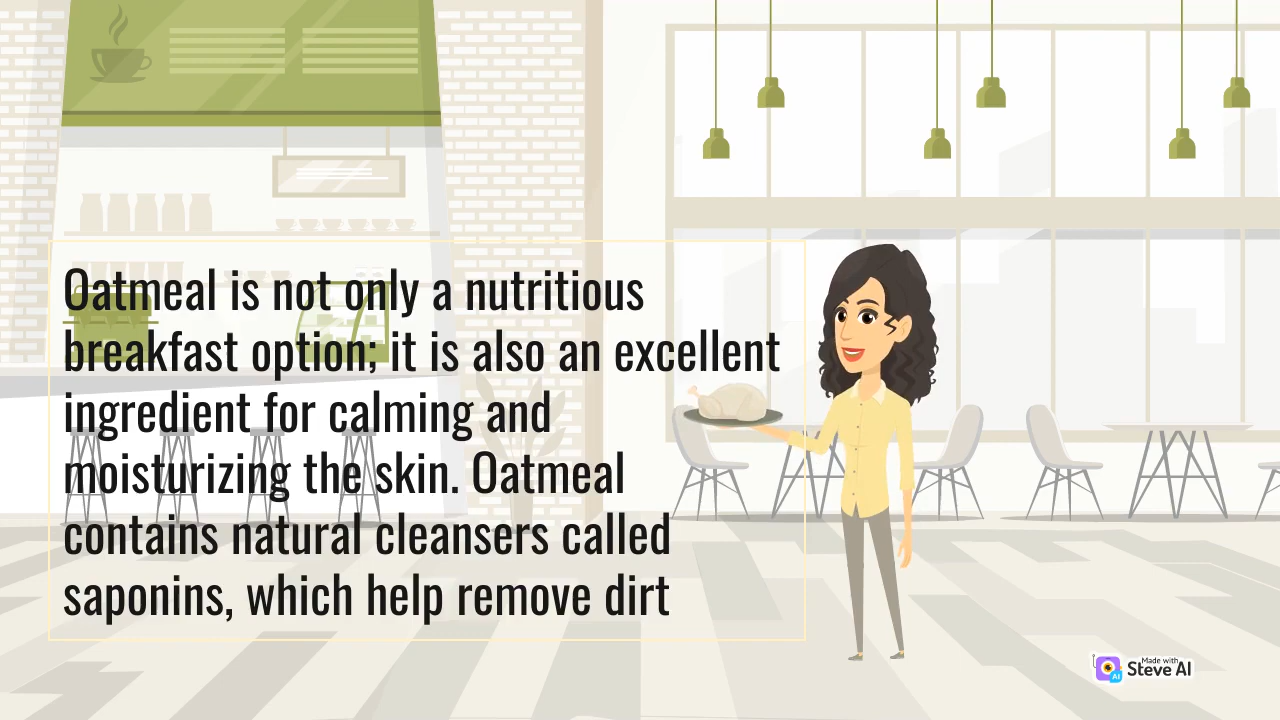 Oatmeal is not only a nutritious
breakfast option; it is also an excellent
ingredient for calming and
moisturizing the skin. Oatmeal
contains natural cleansers called
saponins, which help remove dirt
Made with
Steve AI
AI